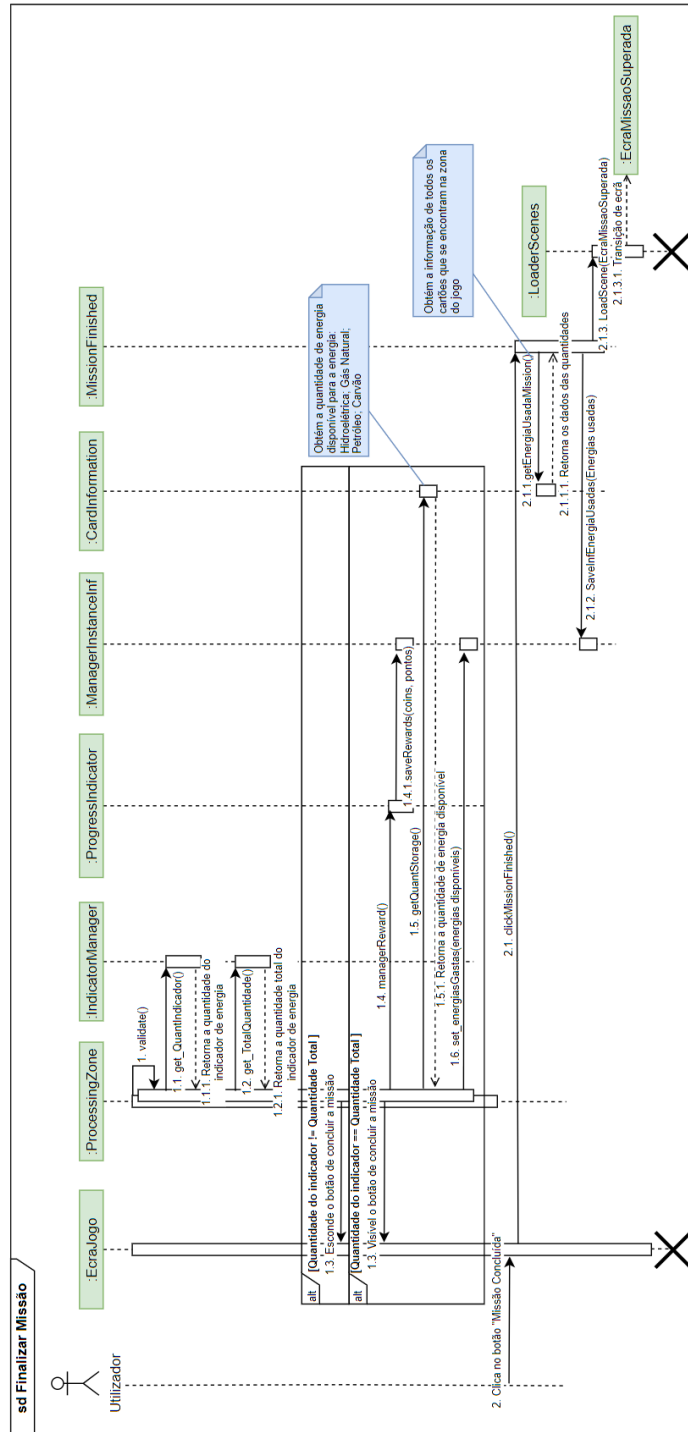 sd Finalizar Missão
Utilizador
:EcraJogo
:ProcessingZone
:IndicatorManager
:ProgressIndicator
:ManagerInstanceInf
:CardInformation
:MissionFinished
1. validate()
1.1. get_QuantIndicador()
1.1.1. Retorna a quantidade do
indicador de energia
1.2. get_TotalQuantidade()
1.2.1. Retorna a quantidade total do
indicador de energia
alt
[Quantidade do indicador != Quantidade Total ]
1.3. Esconde o botão de concluir a missão
alt
[Quantidade do indicador == Quantidade Total ]
1.3. Visível o botão de concluir a missão
1.4. managerReward()
1.4.1.saveRewards(coins, pontos)
1.5. getQuantStorage()
Obtém a quantidade de energia
disponível para a energia:
Hidroelétrica; Gás Natural;
Petróleo; Carvão
1.5.1. Retorna a quantidade de energia disponível
1.6. set_energiasGastas(energias disponíveis)
2. Clica no botão "Missão Concluída"
2.1. clickMissionFinished()
2.1.1.getEnergiaUsadaMission()
Obtém a informação de todos os
cartões que se encontram na zona
do jogo
2.1.1.1. Retorna os dados das quantidades
2.1.2. SaveInfEnergiaUsadas(Energias usadas)
:LoaderScenes
2.1.3. LoadScene(EcraMissaoSuperada)
2.1.3.1. Transição de ecrã
:EcraMissaoSuperada